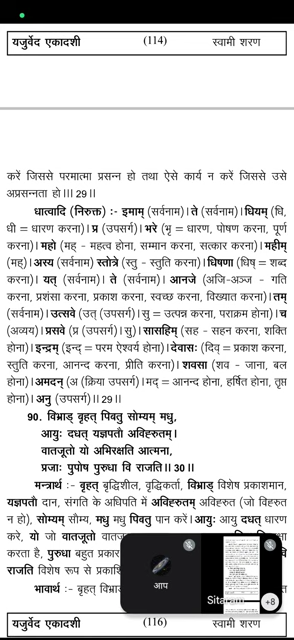 यजुर्वेद एकादशी (114) स्वामी शरण
करें जिससे परमात्मा प्रसन्न हो तथा ऐसे कार्य न करें जिससे उसे
अप्रसन्नता हो।।। 29।।
धात्वादि (निरुक्त) :- इमाम् (सर्वनाम)। ते (सर्वनाम)। धियम् (धि,
धी = धारण करना)। प्र (उपसर्ग)। भरे (भृ = धारण, पोषण करना, पूर्ण
करना)। महो (मह् - महत्व होना, सम्मान करना, सत्कार करना)। महीम्
(मह्)। अस्य (सर्वनाम) स्तोत्रे (स्तु - स्तुति करना)। धिषणा (धिष् = शब्द
करना)। यत् (सर्वनाम)। ते (सर्वनाम)। आनजे (अजि-अञ्ज - गति
करना, प्रशंसा करना, प्रकाश करना, स्वच्छ करना, विख्यात करना)। तम्
(सर्वनाम)। उत्सवे (उत् (उपसर्ग)। सु = उत्पन्न करना, पराक्रम होना)। च
(अव्यय)। प्रसवे (प्र (उपसर्ग)। सु)। सासहिम् (सह - सहन करना, शक्ति
होना)। इन्द्रम् (इन्द् = परम ऐश्वर्य होना)। देवासः (दिव् = प्रकाश करना,
स्तुति करना, आनन्द करना, प्रीति करना)। शवसा (शव - जाना, बल
होना)। अमदन् (अ (क्रिया उपसर्ग)। मद् = आनन्द होना, हर्षित होना, तृप्त
होना)। अनु (उपसर्ग)।। 29।।
90. विभ्राड् बृहत् पिबतु सोम्यम् मधु,
आयुः दधत् यज्ञपतौ अविह्रुतम्।
वातजूतो यो अभिरक्षति आत्मना,
प्रजाः पुपोष पुरुधा वि राजति।। 30।।
मन्त्रार्थ :- बृहत् बृद्धिशील, वृद्धिकर्ता, विभ्राड् विशेष प्रकाशमान,
यज्ञपतौ दान, संगति के अधिपति में अविह्रुतम् अविह्रुत (जो विह्रुत
न हो), सोम्यम् सौम्य, मधु मधु पिबतु पान करें। आयुः आयु दधत् धारण
करे, यो जो वातजूतो
करता है, पुरुधा बहुत वि
राजति विशेष रूप से
भावार्थ :- बृहत्
आप
+8
यजुर्वेद एकादशी (116) स्वामी शरण